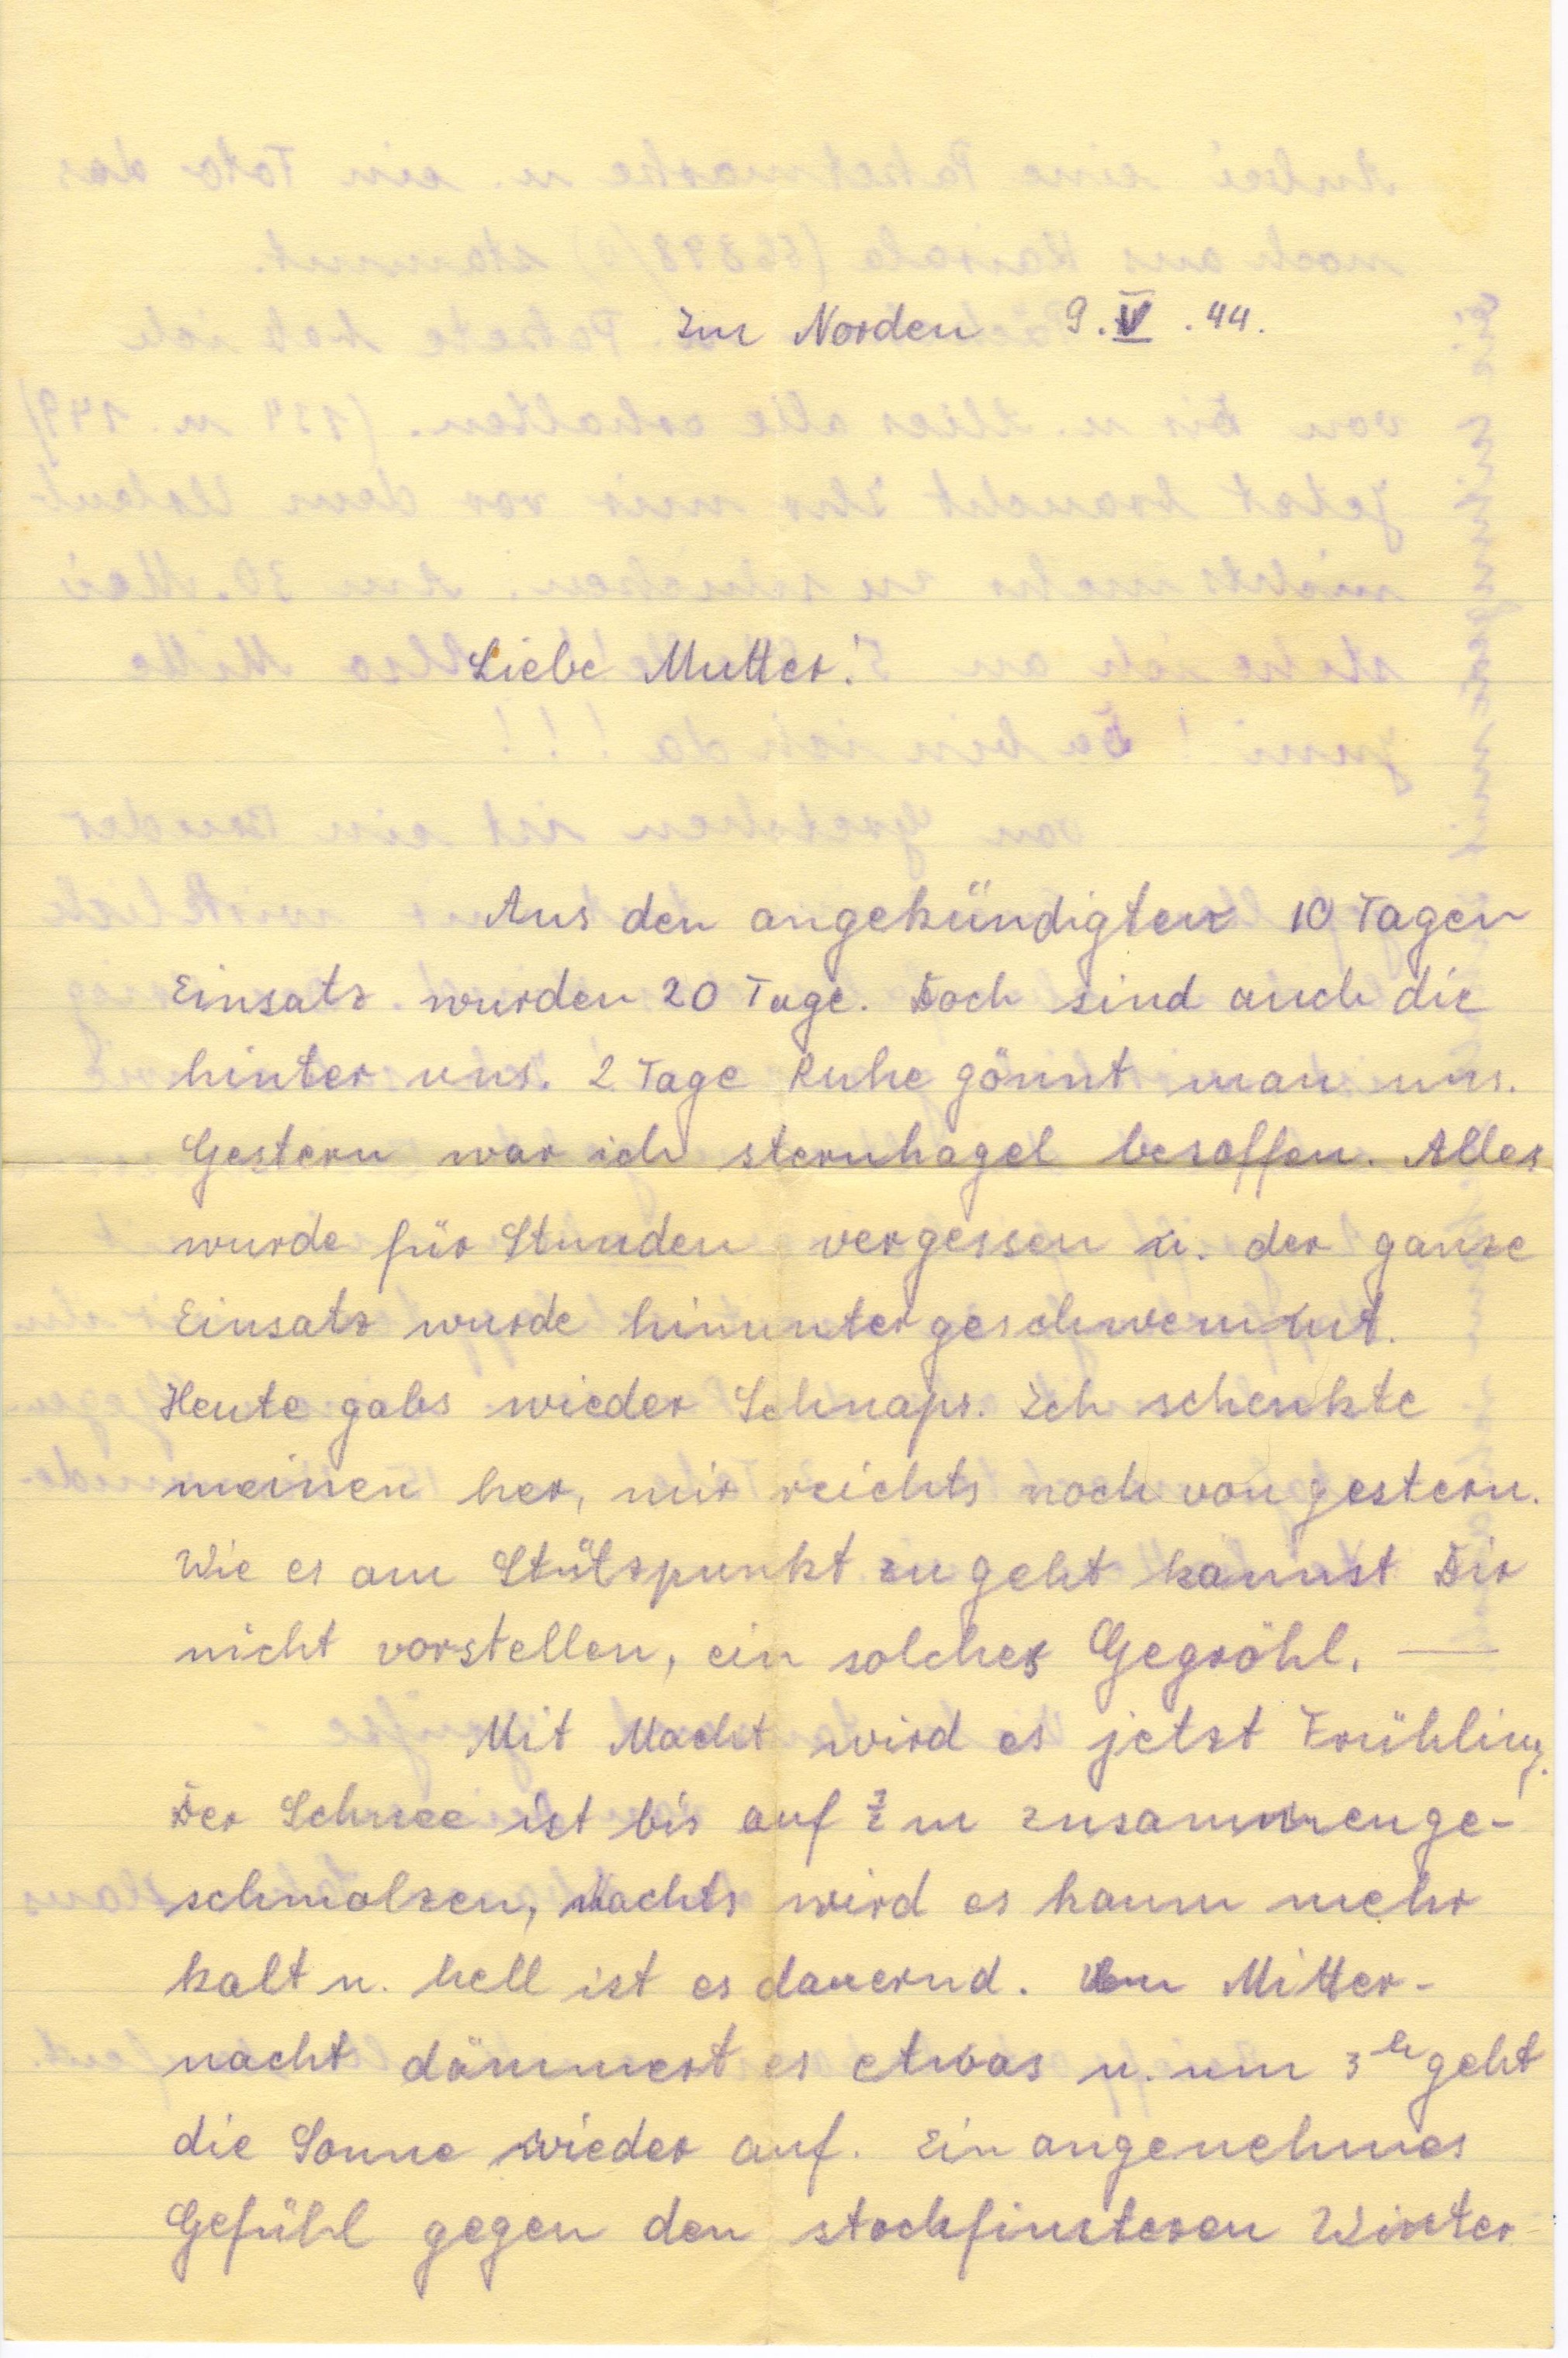 Im Norden 9.V.44.
Liebe Mutter!
Aus den angekündigten 10 Tagen
Einsatz wurden 20 Tage. Doch sind auch die
hinter uns. 2 Tage Ruhe gönnt man uns.
Gestern war ich sternhagel besoffen. Alles
wurde für Stunden vergessen u. der ganze
Einsatz wurde hinuntergeschwemmt.
Heute gabs wieder Schnaps. Ich schenkte
meinen her, mir reichts noch von gestern.
Wie es am Stützpunkt zugeht kannst Dir
nicht vorstellen, ein solches Gegröhl. —
Mit Macht wird es jetzt Frühling.
Der Schnee ist bis auf ½ m zusammenge-
schmolzen, nachts wird es kaum mehr
kalt u. hell ist es dauernd. Um Mitter-
nacht dämmert es etwas u. um 3 h geht
die Sonne wieder auf. Ein angenehmes
Gefühl gegen den stockfinsteren Winter